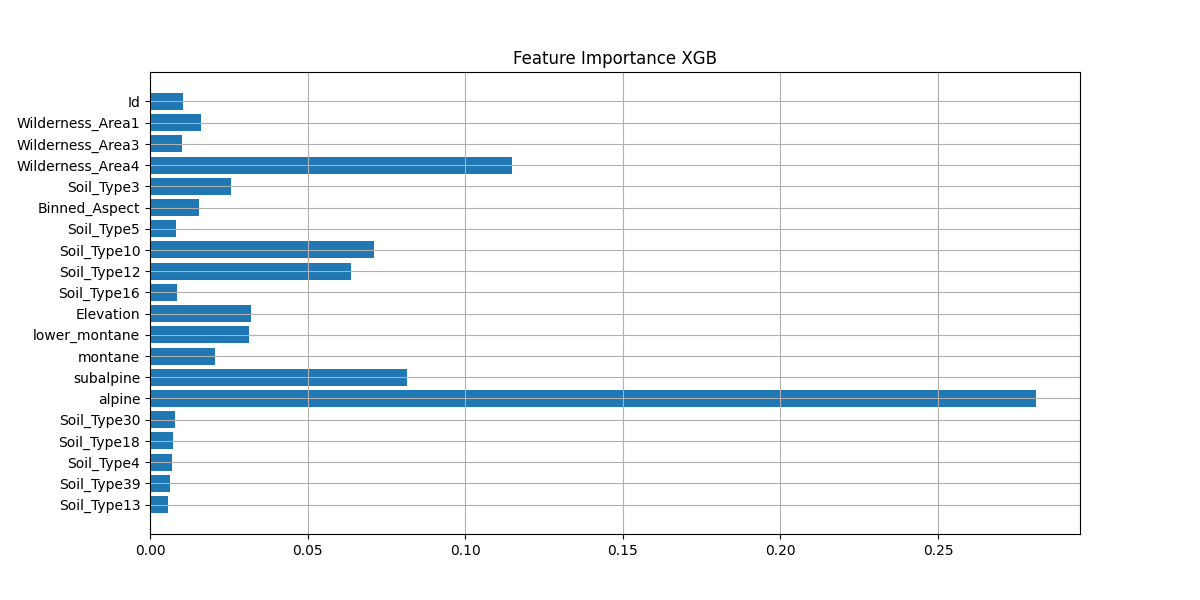 Feature Importance XGB
Id
Wilderness_Area1
Wilderness_Area3
Wilderness_Area4
Soil_Type3
Binned_Aspect
Soil_Type5
Soil_Type10
Soil_Type12
Soil_Type16
Elevation
lower_montane
montane
subalpine
alpine
Soil_Type30
Soil_Type18
Soil_Type4
Soil_Type39
Soil_Type13
0.00 0.05 0.10 0.15 0.20 0.25